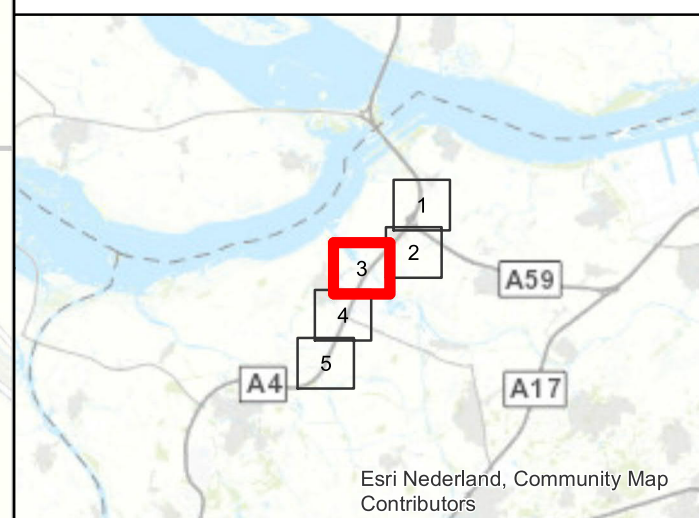 1
2
3
A59
4
5
A4
A17
Esri Nederland, Community Map
Contributors